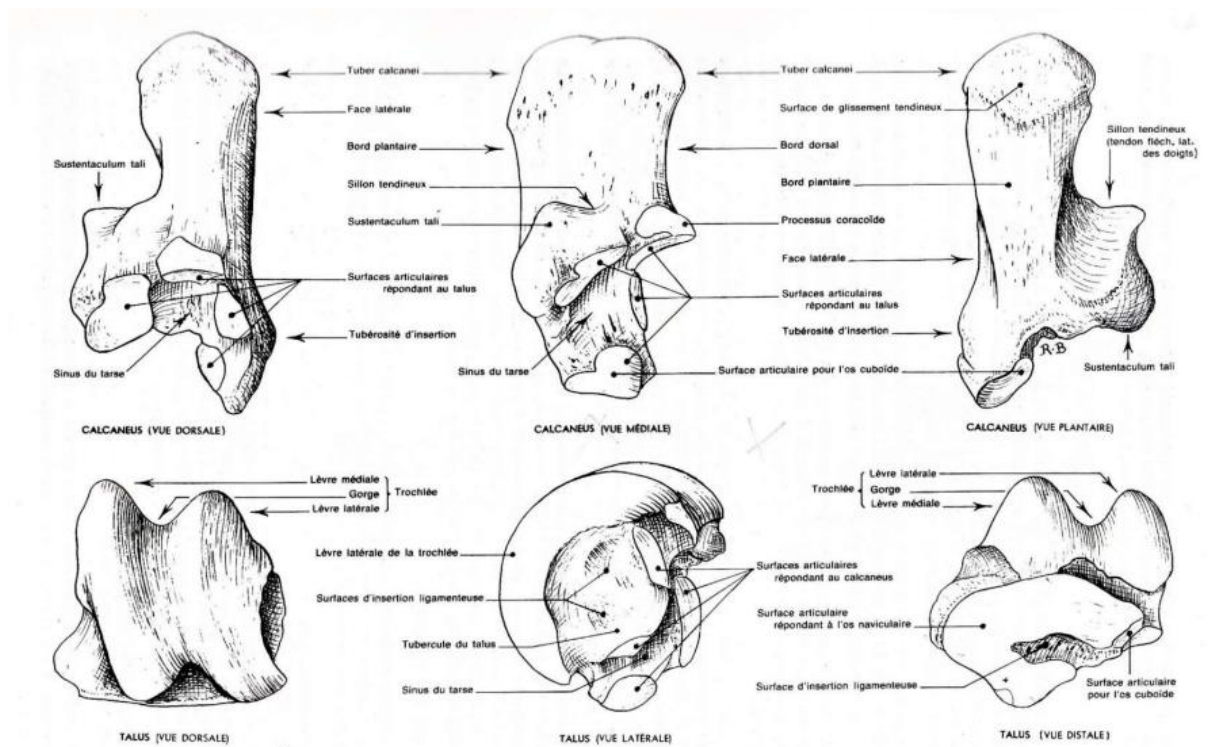 Tuber calcanei
Face latérale
Bord plantaire
Sustentaculum tali
Sillon tendineux
Sustentaculum tali
Surfaces articulaires
répondant au talus
Tubérosité d'insertion
Sinus du tarse
CALCANEUS (VUE DORSALE)
Tuber calcanei
Surface de glissement tendineux
Bord dorsal
Bord plantaire
Processus coracoïde
Face latérale
Surfaces articulaires
répondant au talus
Tubérosité d'insertion
Sinus du tarse
Surface articulaire pour l'os cuboïde
CALCANEUS (VUE MÉDIALE)
Sillon tendineux
(tendon fléch. lat.
des doigts)
R.B
Sustentaculum tali
CALCANEUS (VUE PLANTAIRE)
Lèvre médiale
Gorge
Trochlée
Lèvre latérale
TALUS (VUE DORSALE)
Lèvre latérale de la trochlée
Surfaces d'insertion ligamenteuse
Tubercule du talus
Sinus du tarse
Surfaces articulaires
répondant au calcaneus
TALUS (VUE LATÉRALE)
Lèvre latérale
Trochlée
Gorge
Lèvre médiale
Surface articulaire
répondant à l'os naviculaire
Surface d'insertion ligamenteuse
Surface articulaire
pour l'os cuboïde
TALUS (VUE DISTALE)